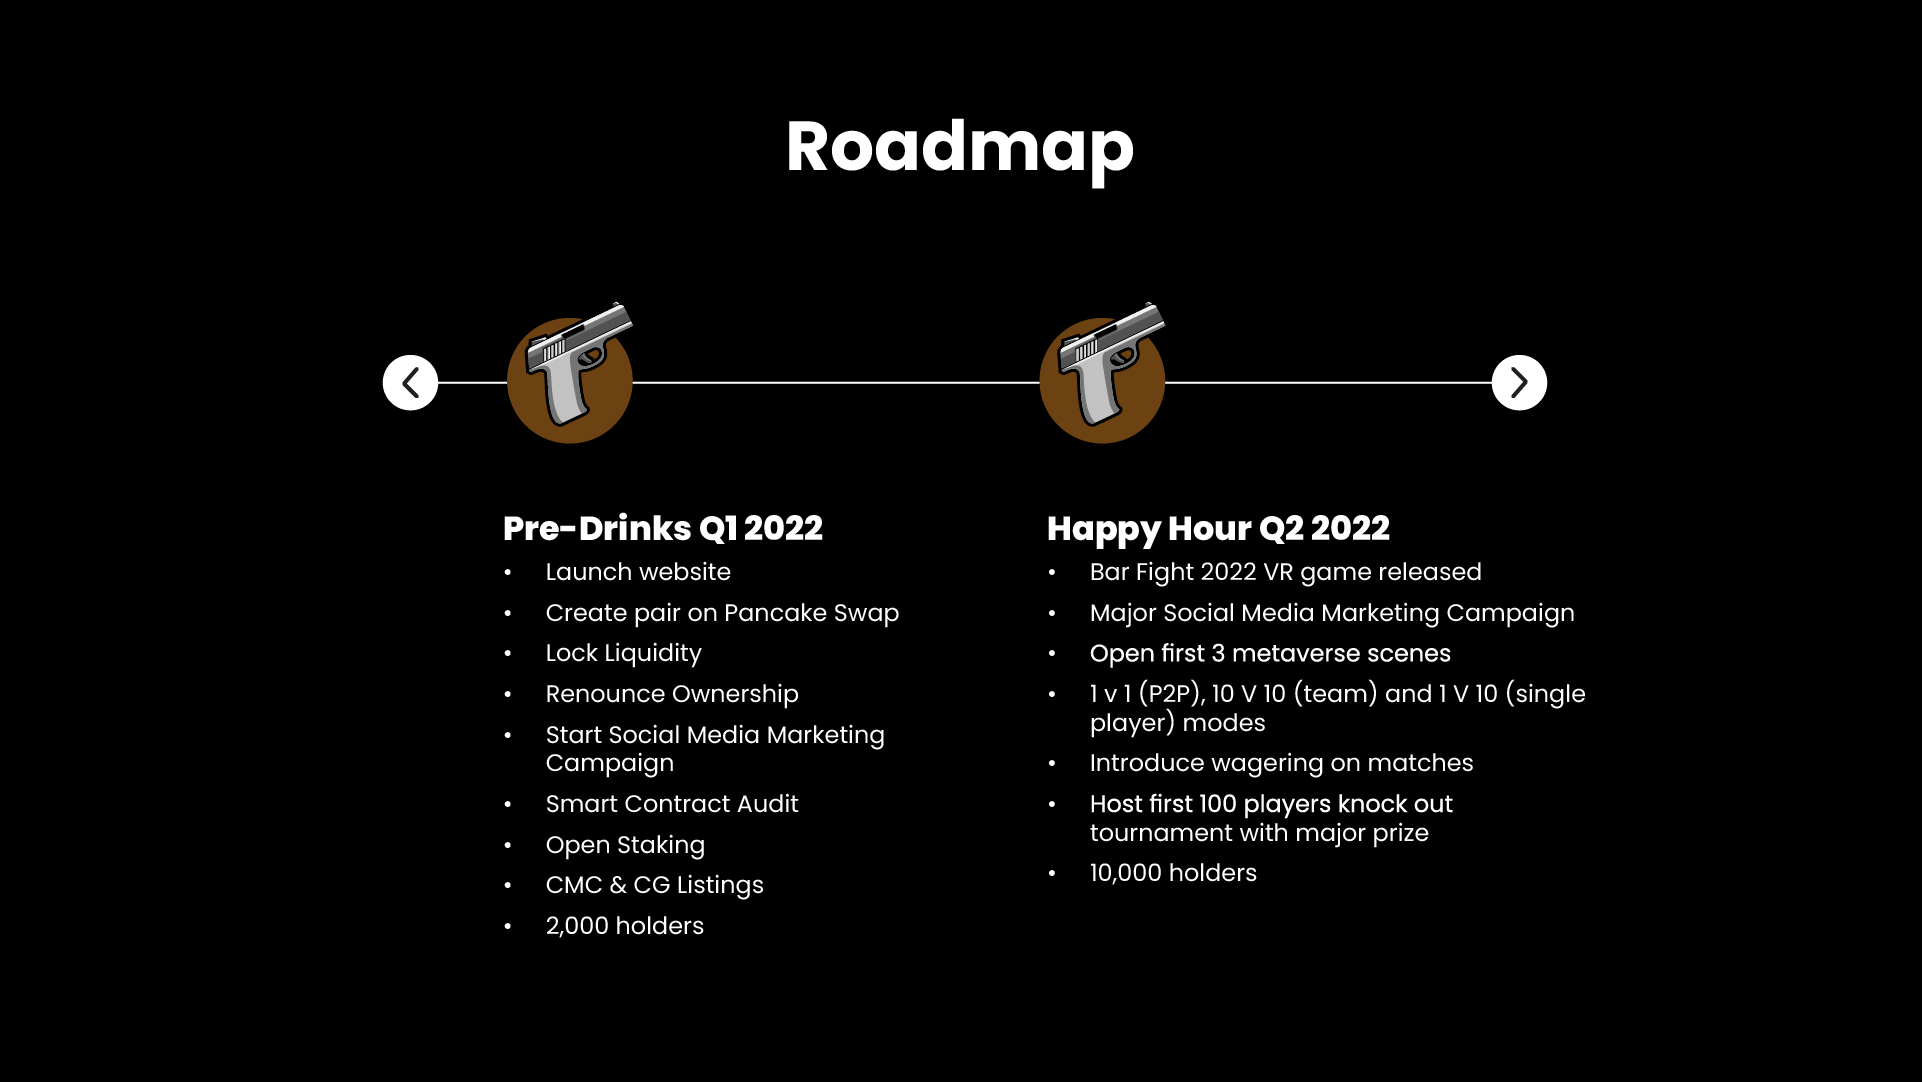 Roadmap
Pre-Drinks Q1 2022
• Launch website
• Create pair on Pancake Swap
• Lock Liquidity
• Renounce Ownership
• Start Social Media Marketing
Campaign
• Smart Contract Audit
• Open Staking
• CMC & CG Listings
• 2,000 holders
Happy Hour Q2 2022
• Bar Fight 2022 VR game released
• Major Social Media Marketing Campaign
• Open first 3 metaverse scenes
• 1 v 1 (P2P), 10 V 10 (team) and 1 V 10 (single
player) modes
• Introduce wagering on matches
• Host first 100 players knock out
tournament with major prize
• 10,000 holders